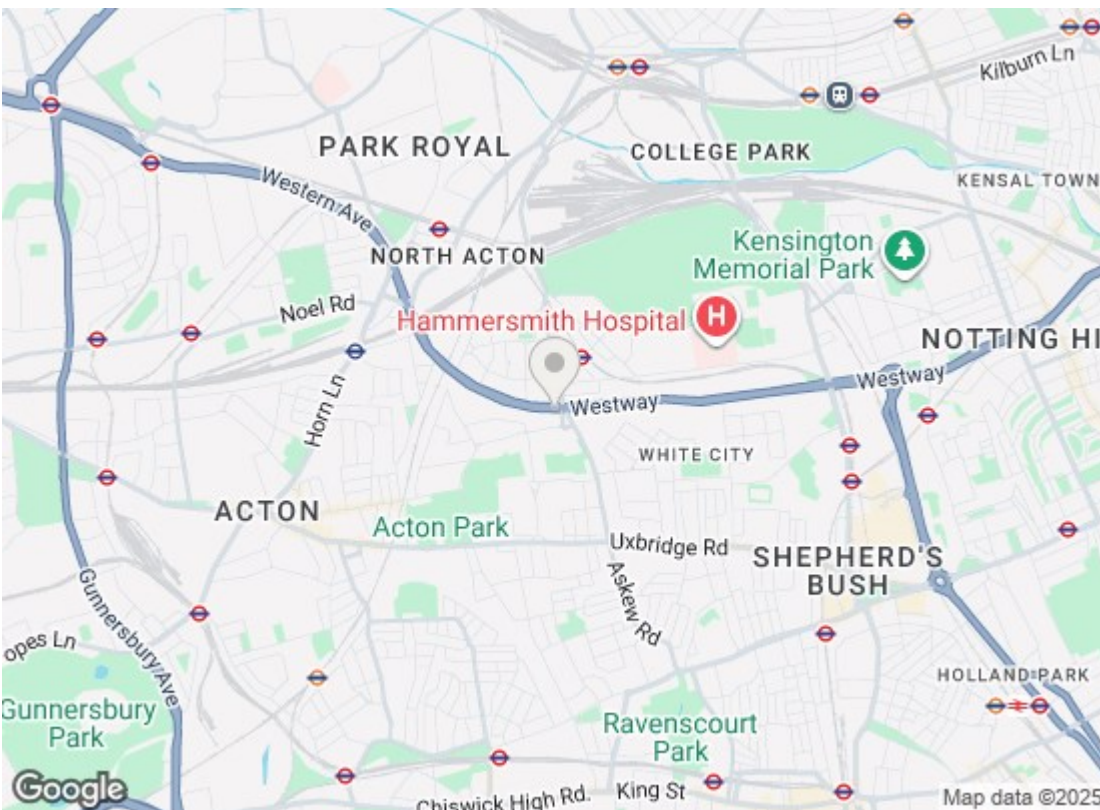 Kilburn Ln
PARK ROYAL
COLLEGE PARK
Western Ave
KENSAL TOWN
NORTH ACTON
Kensington
Memorial Park
Noel Rd
Hammersmith Hospital
H
NOTTING HI
Westway
Westway
Horn Ln
WHITE CITY
ACTON
Acton Park
Uxbridge Rd
SHEPHERD'S
BUSH
Askew Rd
Gunnersbury Ave
opes Ln
HOLLAND PARK
Gunnersbury
Park
Ravenscourt
Park
Google
Chiswick High Rd.
King St
Map data ©2025